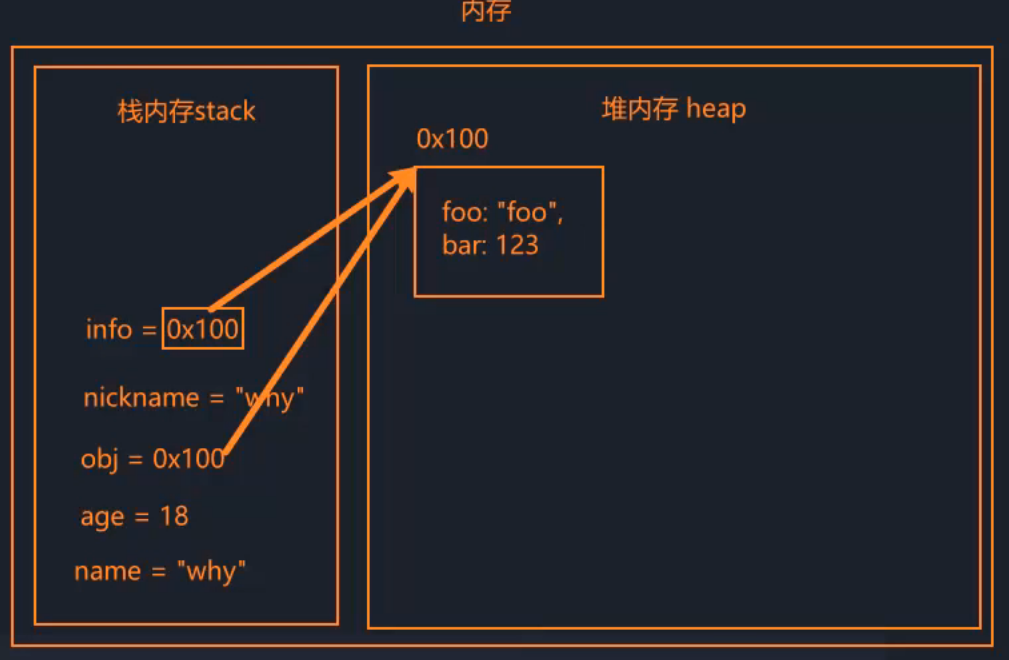 内存
栈内存stack
堆内存 heap
0x100
foo: "foo",
bar: 123
info = 0x100
nickname = "why"
obj = 0x100
age = 18
name = "why"